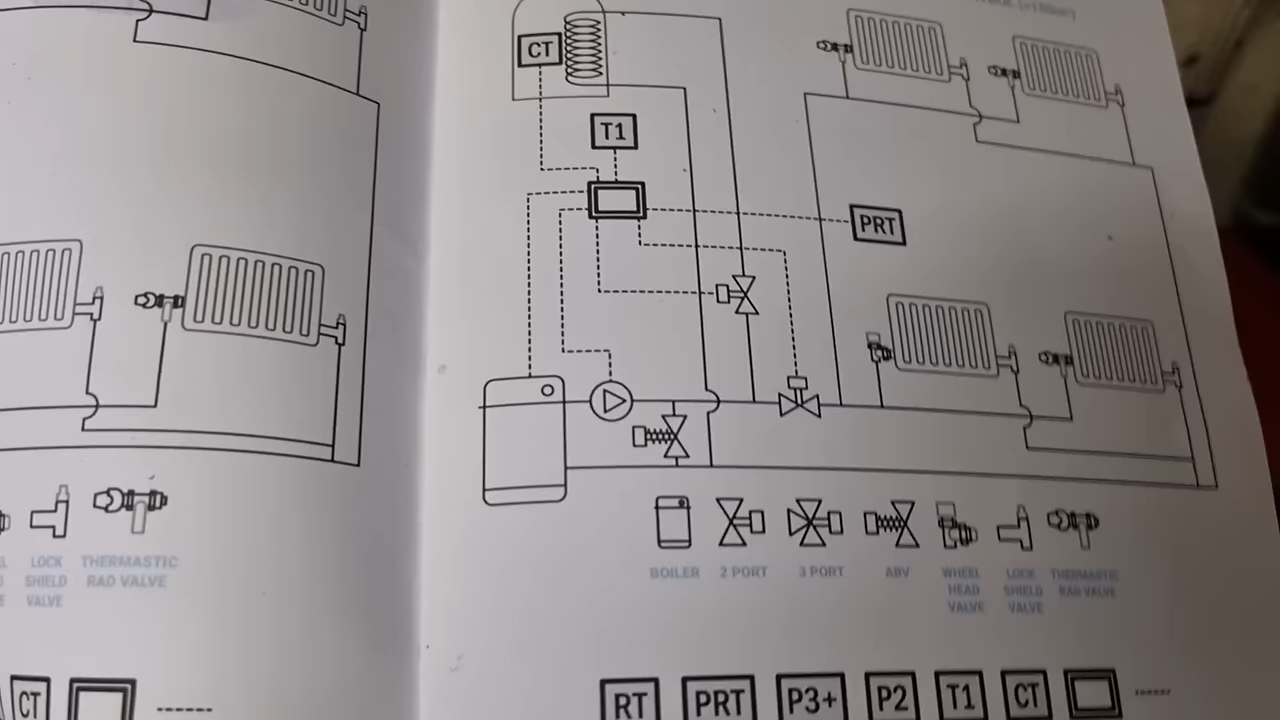 CT
T1
PRT
LOCK
SHIELD
VALVE
THERMASTIC
RAD VALVE
BOILER
2 PORT
3 PORT
ABV
WHEEL
HEAD
VALVE
LOCK
SHIELD
VALVE
THERMASTIC
RAD VALVE
CT
RT
PRT
P3+
P2
T1
CT